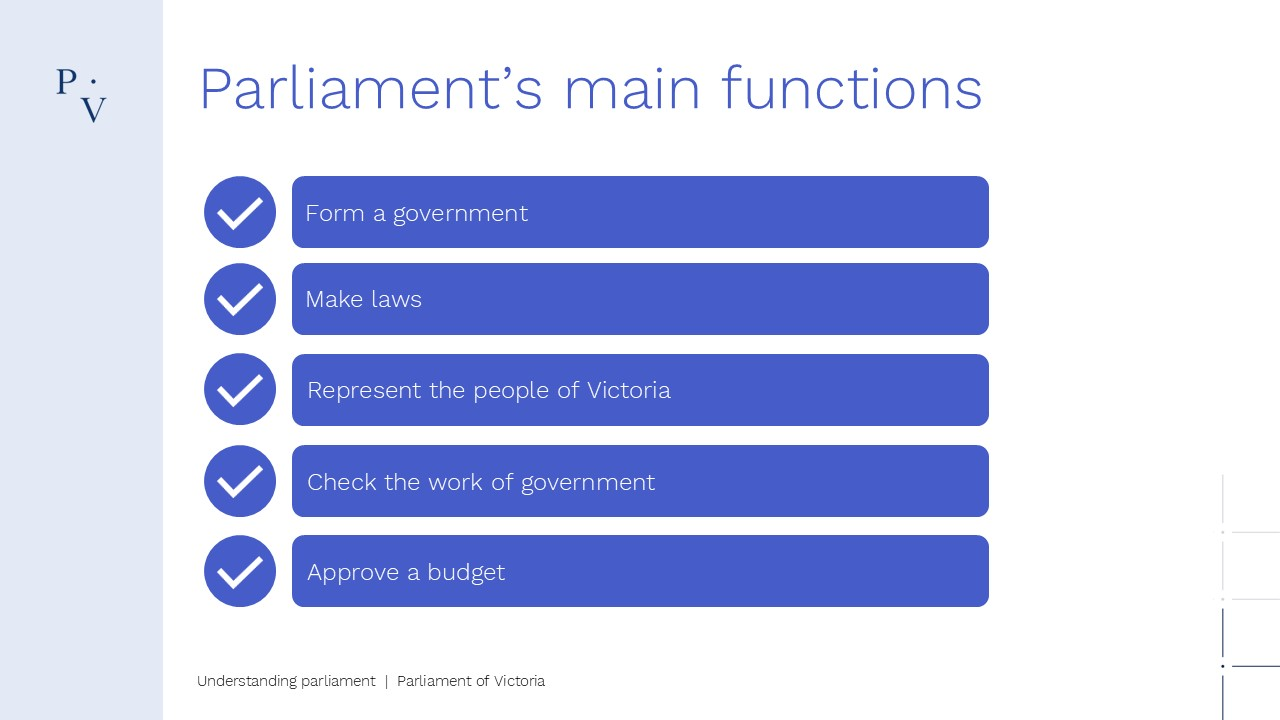 P ·
V
Parliament’s main functions
Form a government
Make laws
Represent the people of Victoria
Check the work of government
Approve a budget
Understanding parliament | Parliament of Victoria